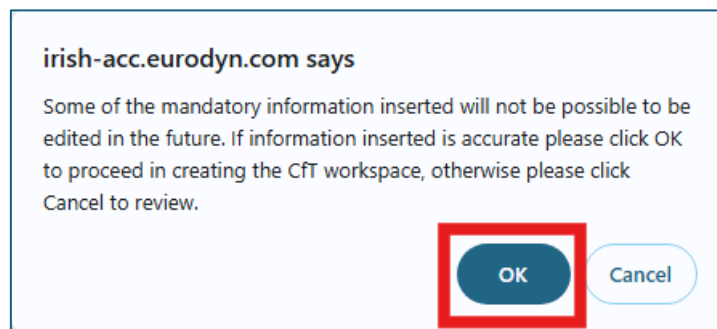 irish-acc.eurodyn.com says
Some of the mandatory information inserted will not be possible to be
edited in the future. If information inserted is accurate please click OK
to proceed in creating the CfT workspace, otherwise please click
Cancel to review.
OK Cancel